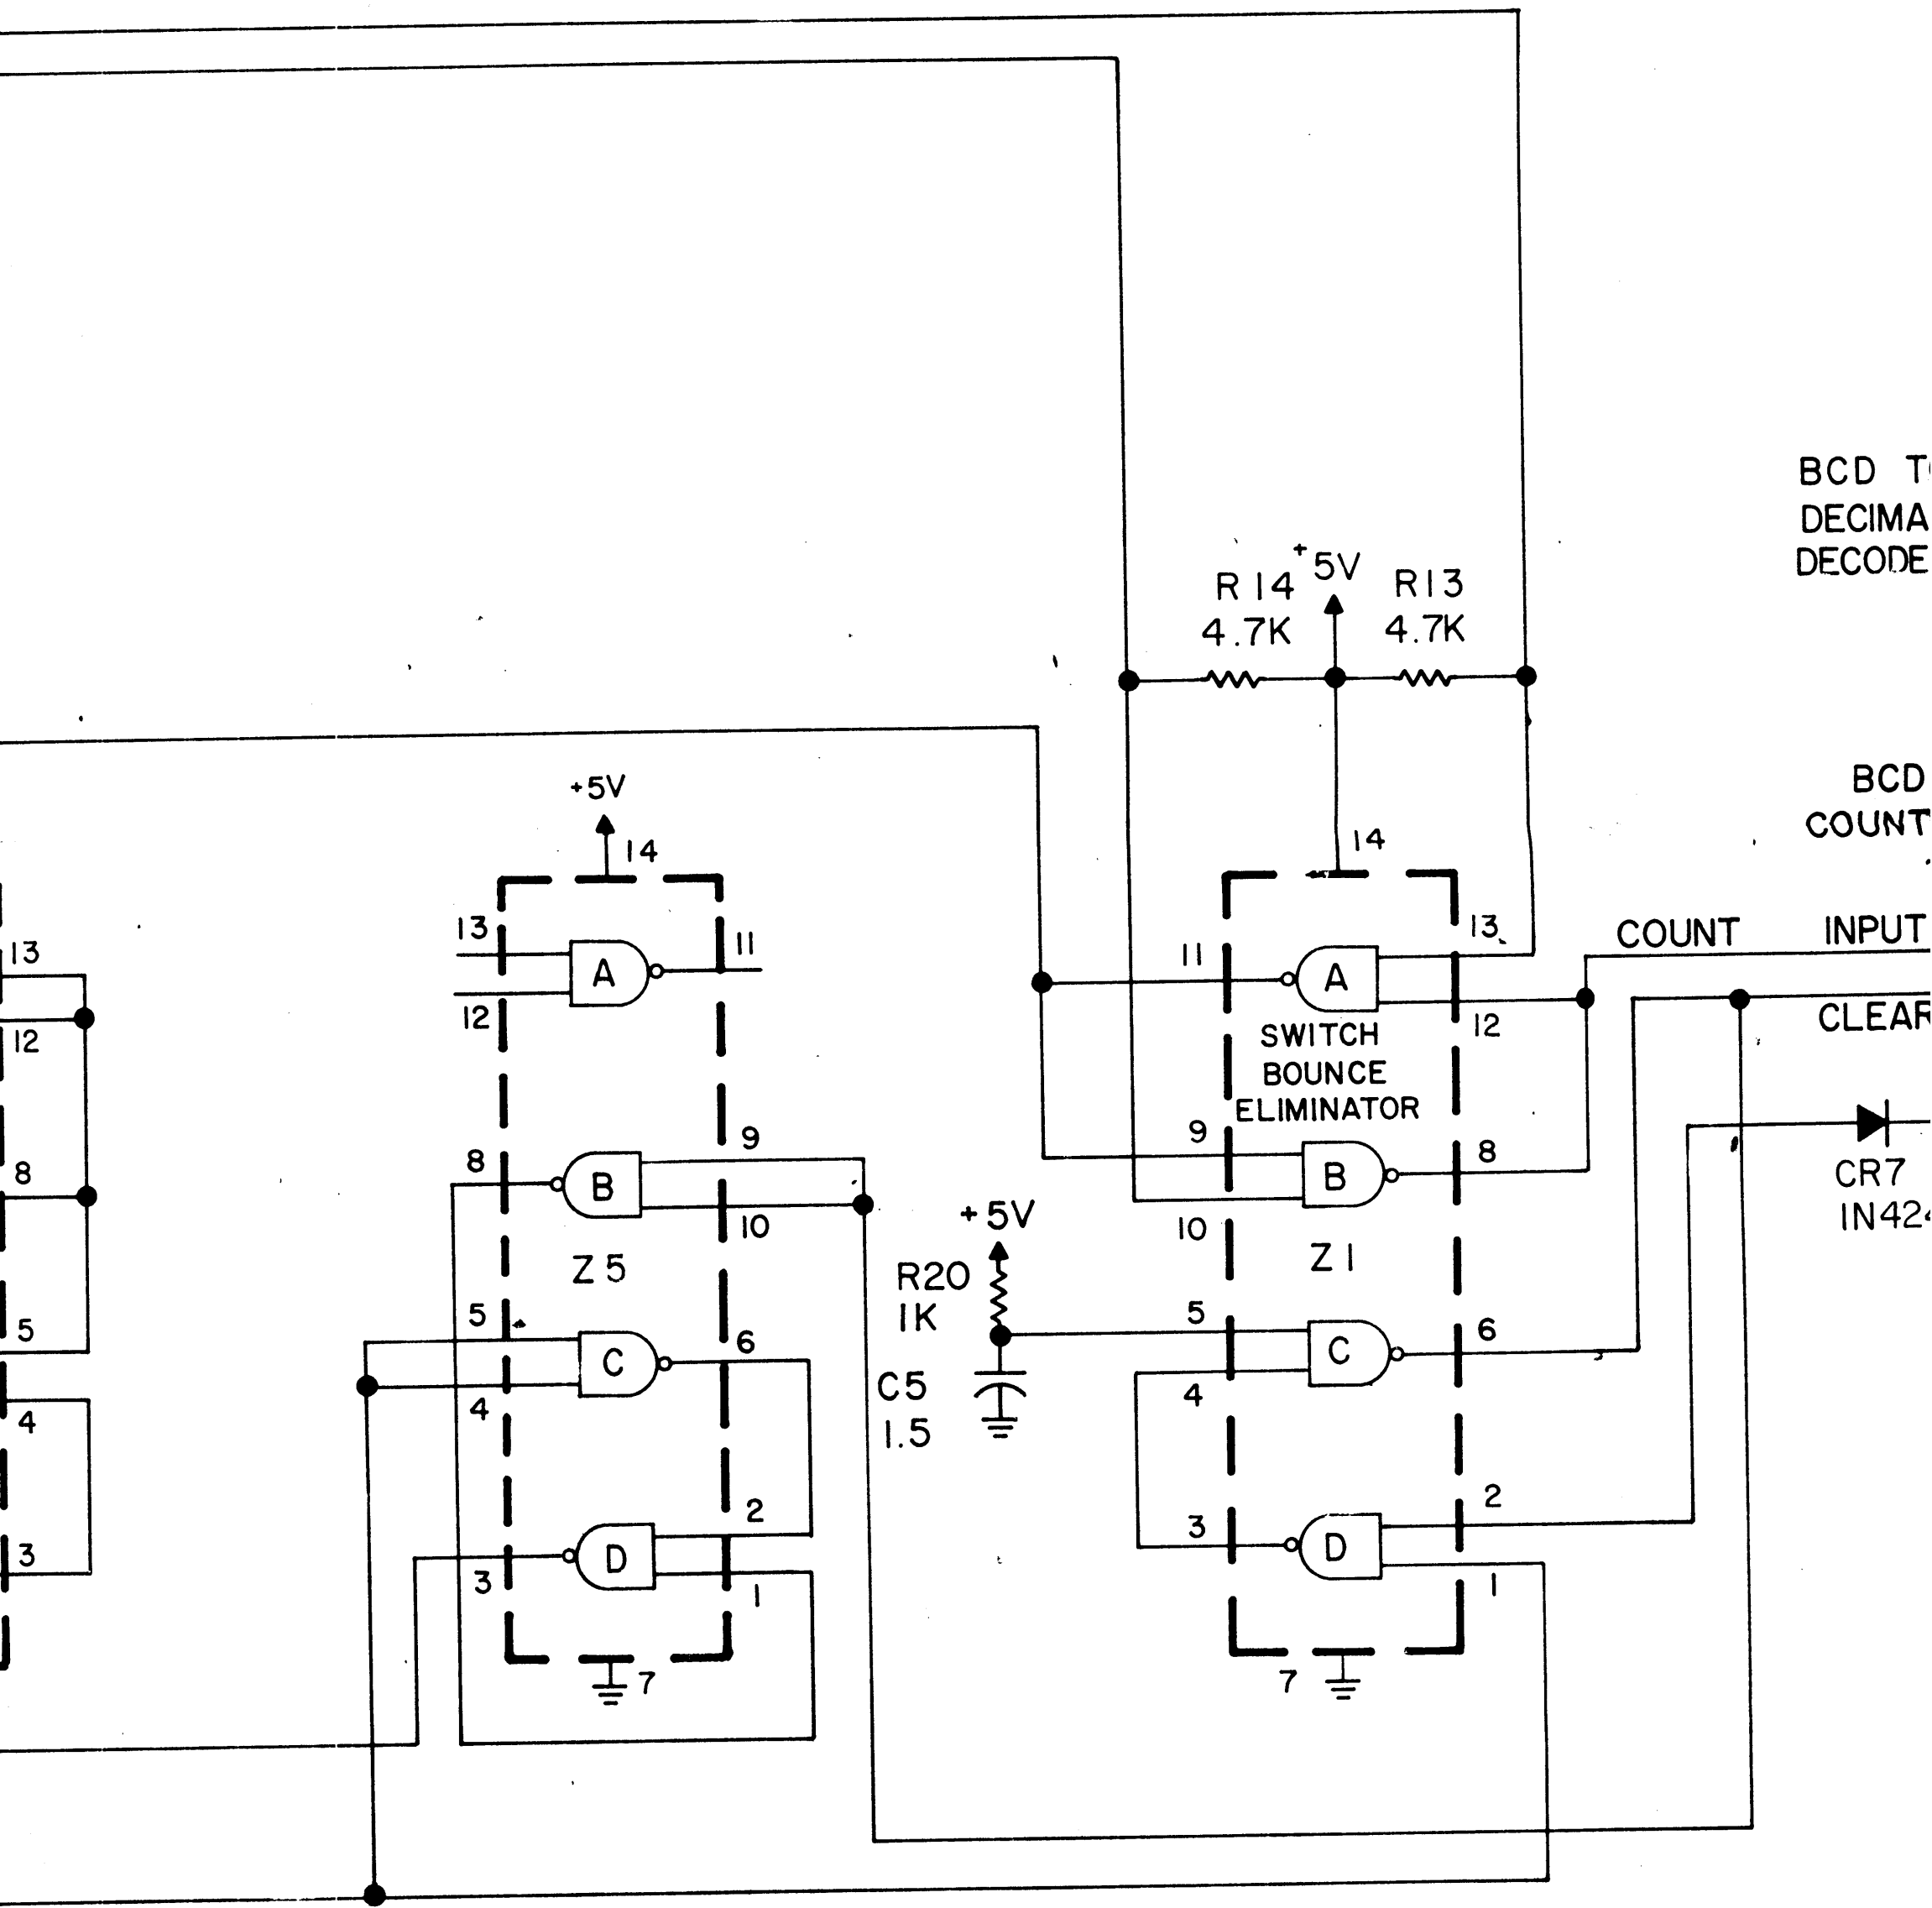 BCD
DECIMA
DECODE
+5V
R14
4.7K
R13
4.7K
BCD
COUNT
+5V
14
14
13
12
8
5
4
3
13
12
A
11
11
A
13
12
COUNT INPUT
CLEAR
SWITCH
BOUNCE
ELIMINATOR
8
B
9
10
9
10
B
8
Z5
Z1
+5V
R20
1K
C5
1.5
CR7
5
4
C
6
5
4
C
6
3
D
2
1
3
D
2
1
7
7